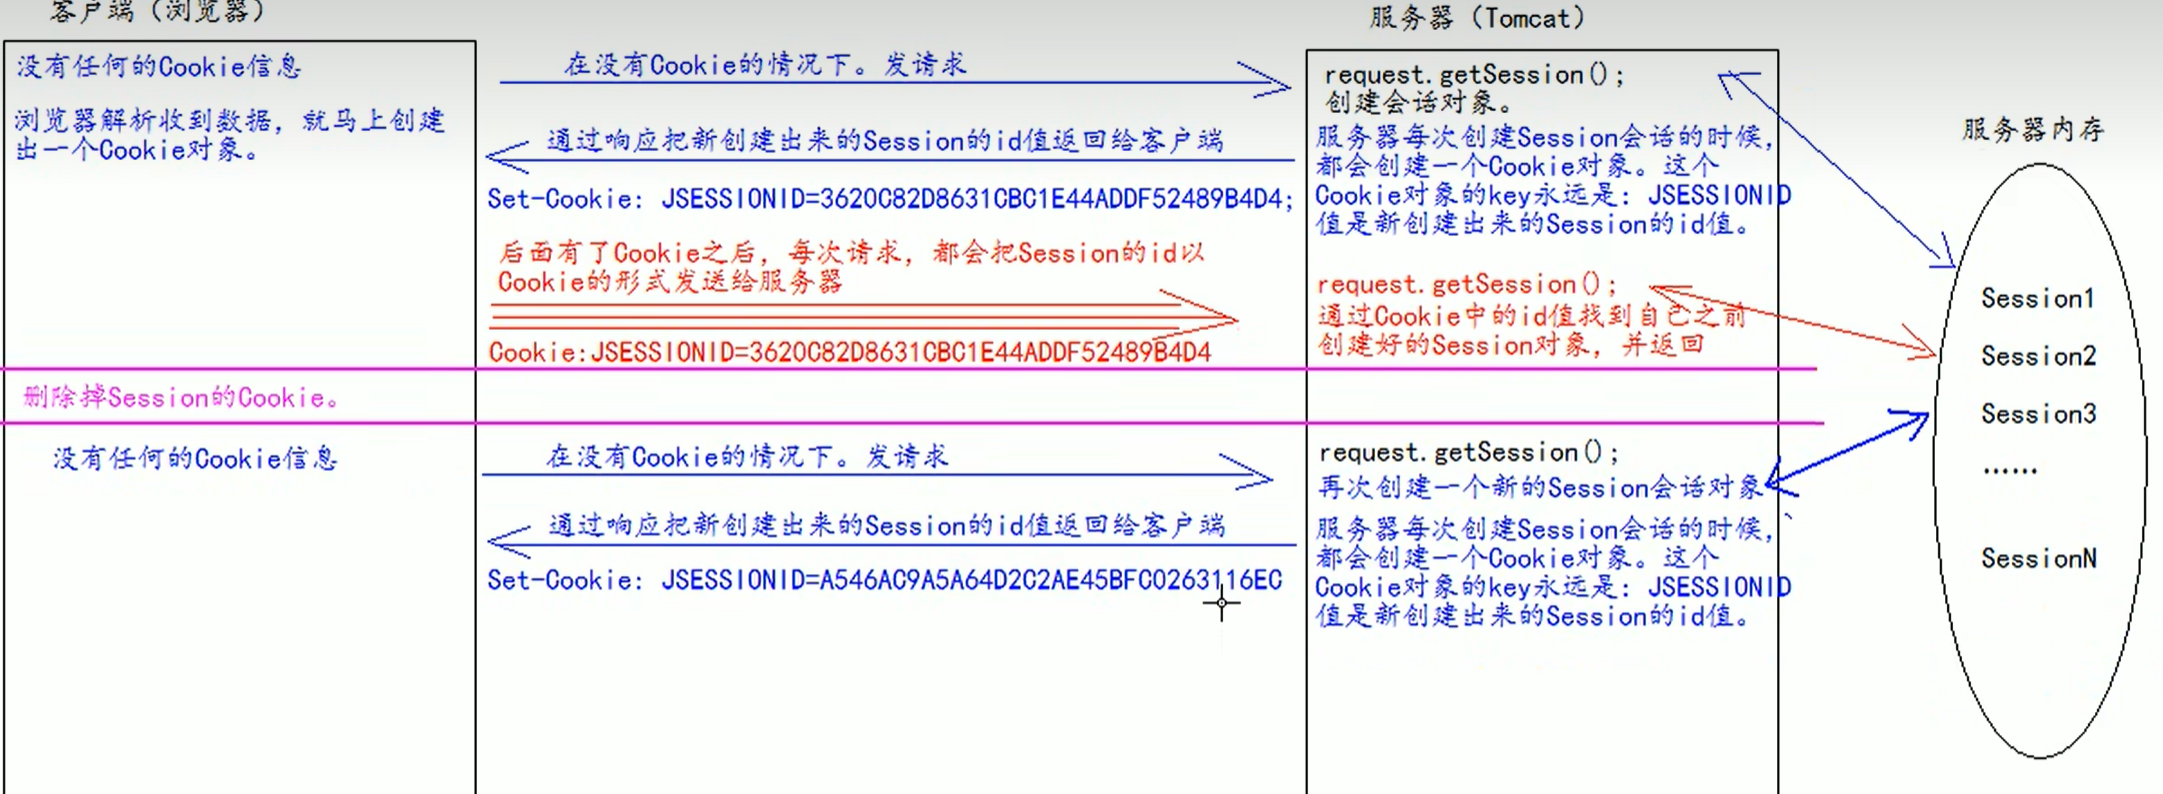 客户端（浏览器）
没有任何的Cookie信息
浏览器解析收到数据，就马上创建
出一个Cookie对象。
在没有Cookie的情况下。发请求
通过响应把新创建出来的Session的id值返回给客户端
Set-Cookie: JSESSIONID=3620C82D8631CBC1E44ADDF52489B4D4;
后面有了Cookie之后，每次请求，都会把Session的id以
Cookie的形式发送给服务器
Cookie:JSESSIONID=3620C82D8631CBC1E44ADDF52489B4D4
服务器（Tomcat）
request.getSession();
创建会话对象。
服务器每次创建Session会话的时候，
都会创建一个Cookie对象。这个
Cookie对象的key永远是：JSESSIONID
值是新创建出来的Session的id值。
request.getSession();
通过Cookie中的id值找到自己之前
创建好的Session对象，并返回
删除掉Session的Cookie。
没有任何的Cookie信息
在没有Cookie的情况下。发请求
通过响应把新创建出来的Session的id值返回给客户端
Set-Cookie: JSESSIONID=A546AC9A5A64D2C2AE45BFC0263116EC
request.getSession();
再次创建一个新的Session会话对象
服务器每次创建Session会话的时候，
都会创建一个Cookie对象。这个
Cookie对象的key永远是：JSESSIONID
值是新创建出来的Session的id值。
服务器内存
Session1
Session2
Session3
......
SessionN